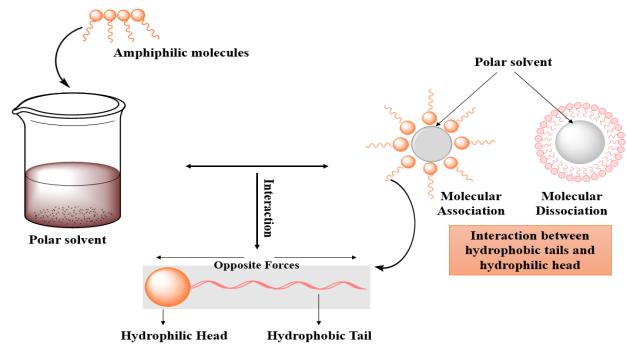 Amphiphilic molecules
Polar solvent
Polar solvent
Interaction
Molecular
Association
Molecular
Dissociation
Interaction between
hydrophobic tails and
hydrophilic head
Opposite Forces
Hydrophilic Head
Hydrophobic Tail